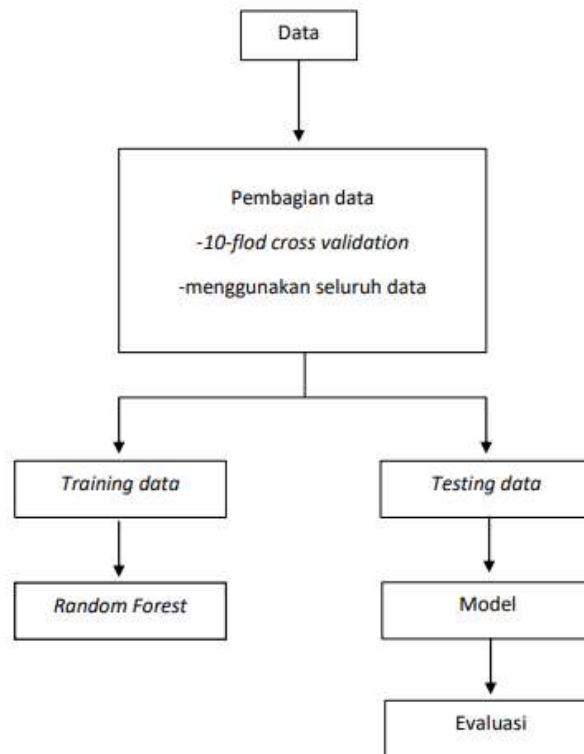 Data
Pembagian data
-10-flod cross validation
-menggunakan seluruh data
Training data
Testing data
Random Forest
Model
Evaluasi